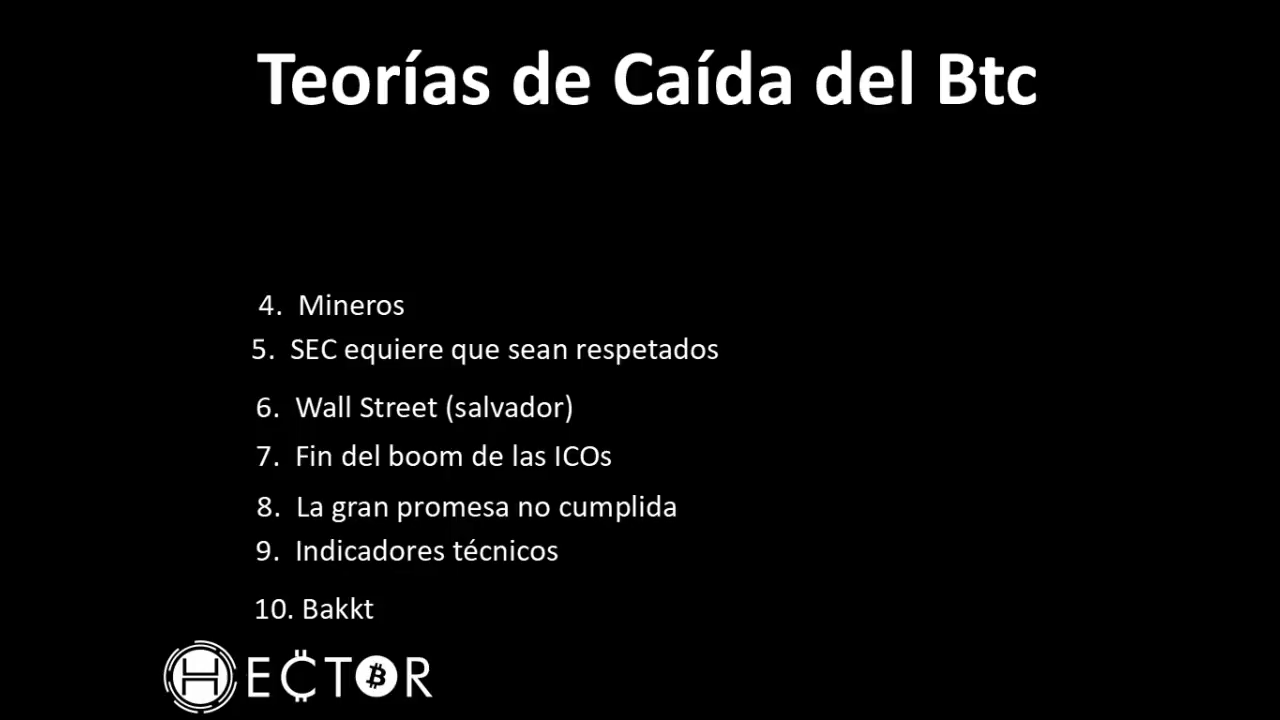 Teorías de Caída del Btc
4. Mineros
5. SEC equiere que sean respetados
6. Wall Street (salvador)
7. Fin del boom de las ICOs
8. La gran promesa no cumplida
9. Indicadores técnicos
10. Bakkt
HECTOR